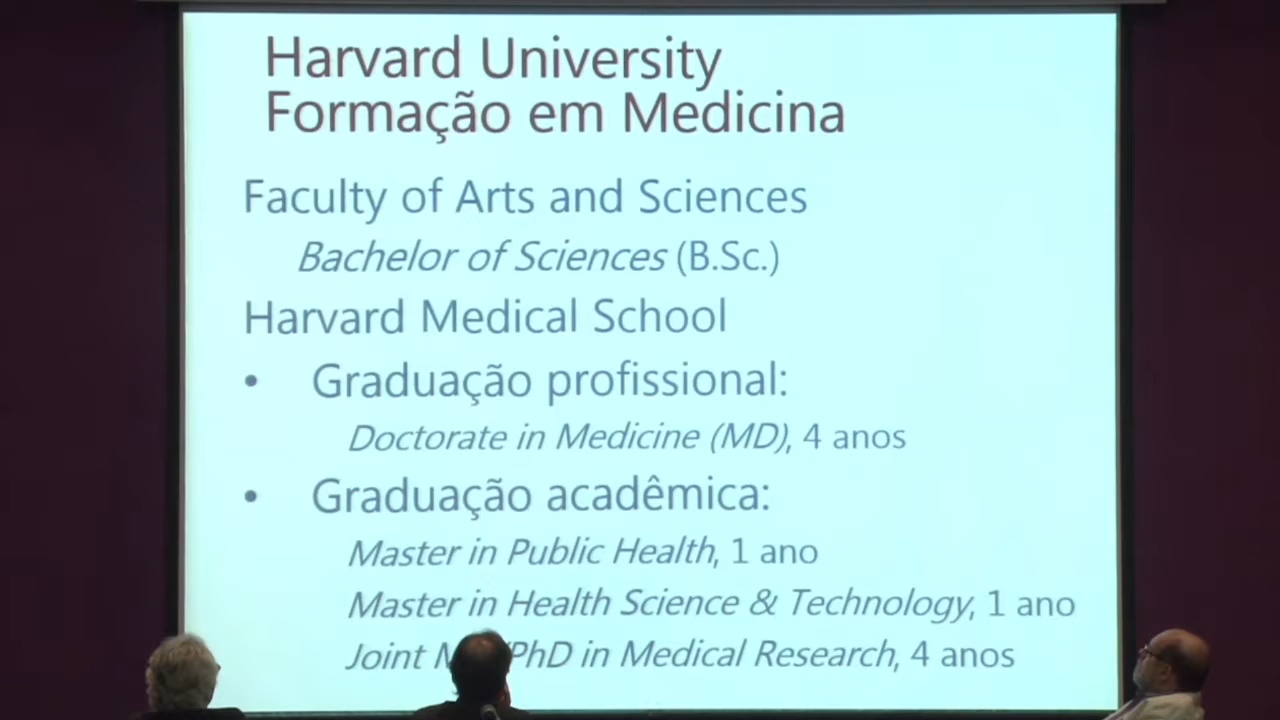 Harvard University
Formação em Medicina
Faculty of Arts and Sciences
Bachelor of Sciences (B.Sc.)
Harvard Medical School
• Graduação profissional:
Doctorate in Medicine (MD), 4 anos
• Graduação acadêmica:
Master in Public Health, 1 ano
Master in Health Science & Technology, 1 ano
Joint PhD in Medical Research, 4 anos